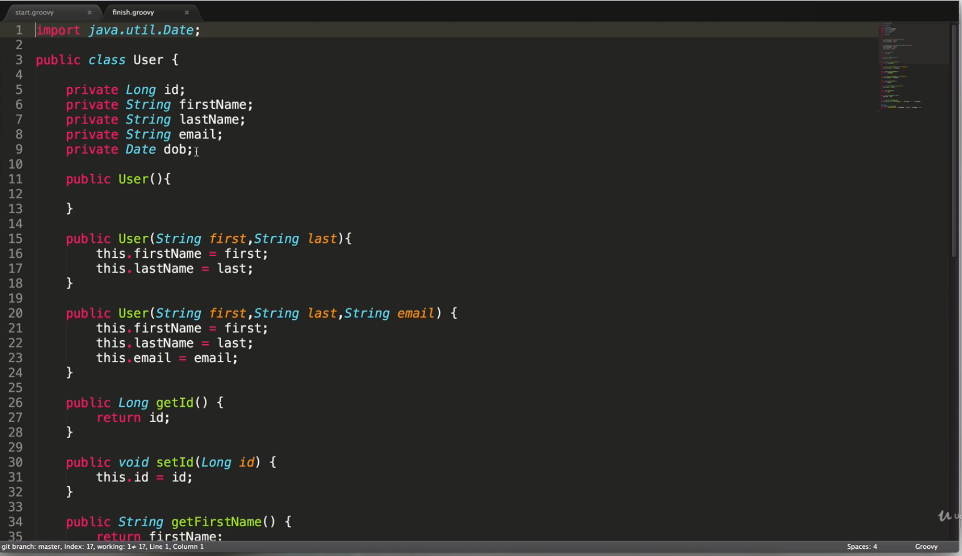 start.groovy × finish.groovy ×
1 import java.util.Date;
2
3 public class User {
4
5 private Long id;
6 private String firstName;
7 private String lastName;
8 private String email;
9 private Date dob;
10
11 public User(){
12
13 }
14
15 public User(String first,String last){
16 this.firstName = first;
17 this.lastName = last;
18 }
19
20 public User(String first,String last,String email) {
21 this.firstName = first;
22 this.lastName = last;
23 this.email = email;
24 }
25
26 public Long getId() {
27 return id;
28 }
29
30 public void setId(Long id) {
31 this.id = id;
32 }
33
34 public String getFirstName() {
35 return firstName;
git branch: master, index: 1?, working: 1≠ 1?, Line 1, Column 1 Spaces: 4 Groovy